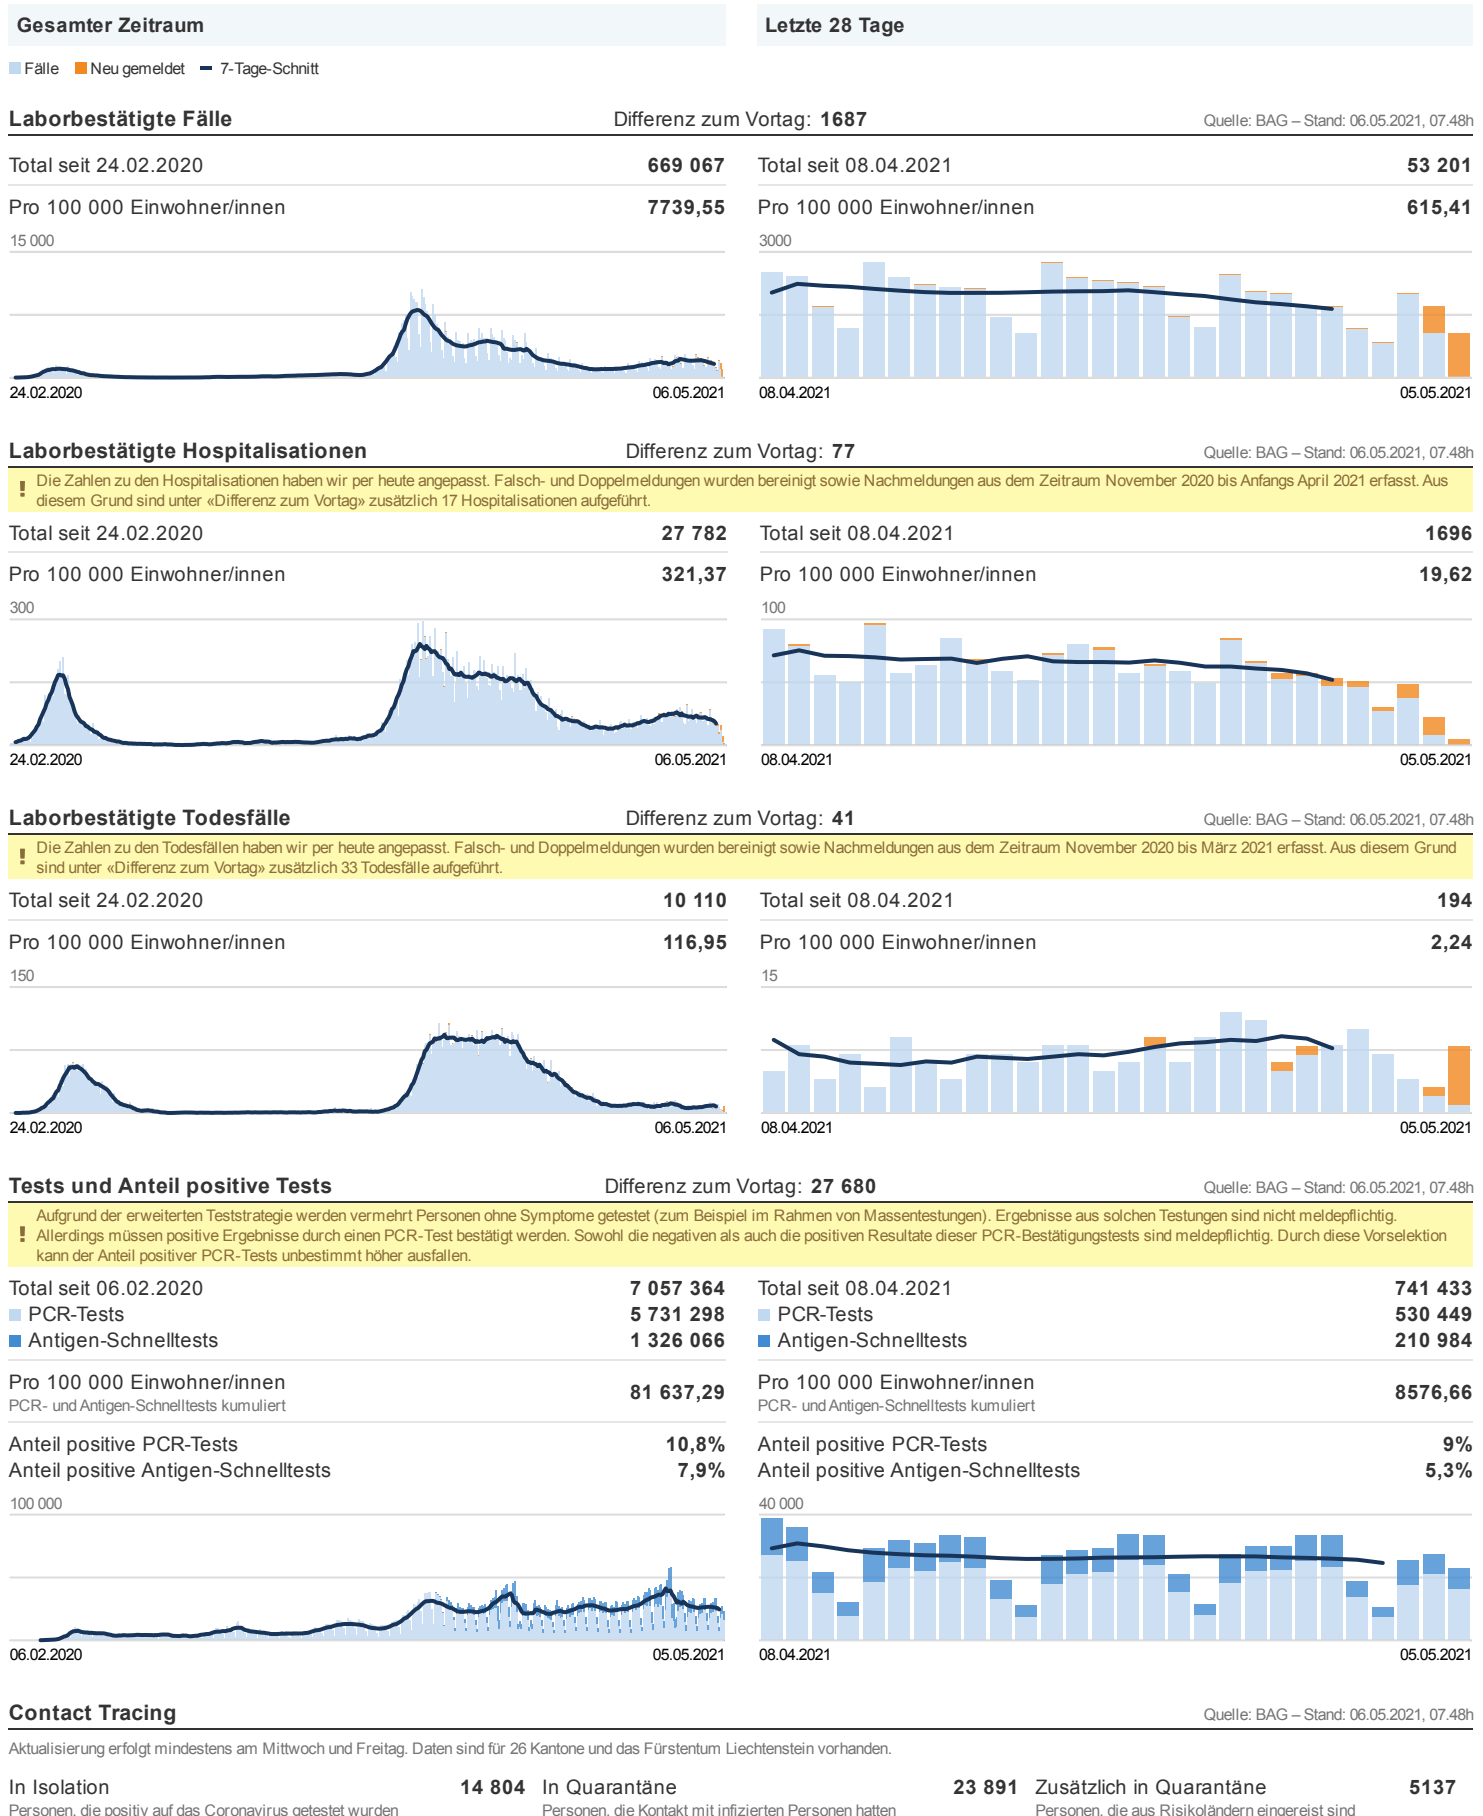 Gesamter Zeitraum
Letzte 28 Tage
Fälle Neu gemeldet 7-Tage-Schnitt
Laborbestätigte Fälle Differenz zum Vortag: 1687 Quelle: BAG – Stand: 06.05.2021, 07.48h
Total seit 24.02.2020 669 067
Pro 100 000 Einwohner/innen 7739,55
15 000
24.02.2020 06.05.2021
Total seit 08.04.2021 53 201
Pro 100 000 Einwohner/innen 615,41
3000
08.04.2021 05.05.2021
Laborbestätigte Hospitalisationen Differenz zum Vortag: 77 Quelle: BAG – Stand: 06.05.2021, 07.48h
! Die Zahlen zu den Hospitalisationen haben wir per heute angepasst. Falsch- und Doppelmeldungen wurden bereinigt sowie Nachmeldungen aus dem Zeitraum November 2020 bis Anfangs April 2021 erfasst. Aus
diesem Grund sind unter «Differenz zum Vortag» zusätzlich 17 Hospitalisationen aufgeführt.
Total seit 24.02.2020 27 782
Pro 100 000 Einwohner/innen 321,37
300
24.02.2020 06.05.2021
Total seit 08.04.2021 1696
Pro 100 000 Einwohner/innen 19,62
100
08.04.2021 05.05.2021
Laborbestätigte Todesfälle Differenz zum Vortag: 41 Quelle: BAG – Stand: 06.05.2021, 07.48h
! Die Zahlen zu den Todesfällen haben wir per heute angepasst. Falsch- und Doppelmeldungen wurden bereinigt sowie Nachmeldungen aus dem Zeitraum November 2020 bis März 2021 erfasst. Aus diesem Grund
sind unter «Differenz zum Vortag» zusätzlich 33 Todesfälle aufgeführt.
Total seit 24.02.2020 10 110
Pro 100 000 Einwohner/innen 116,95
150
24.02.2020 06.05.2021
Total seit 08.04.2021 194
Pro 100 000 Einwohner/innen 2,24
15
08.04.2021 05.05.2021
Tests und Anteil positive Tests Differenz zum Vortag: 27 680 Quelle: BAG – Stand: 06.05.2021, 07.48h
Aufgrund der erweiterten Teststrategie werden vermehrt Personen ohne Symptome getestet (zum Beispiel im Rahmen von Massentestungen). Ergebnisse aus solchen Testungen sind nicht meldepflichtig.
! Allerdings müssen positive Ergebnisse durch einen PCR-Test bestätigt werden. Sowohl die negativen als auch die positiven Resultate dieser PCR-Bestätigungstests sind meldepflichtig. Durch diese Vorselektion
kann der Anteil positiver PCR-Tests unbestimmt höher ausfallen.
Total seit 06.02.2020 7 057 364
PCR-Tests 5 731 298
Antigen-Schnelltests 1 326 066
Pro 100 000 Einwohner/innen 81 637,29
PCR- und Antigen-Schnelltests kumuliert
Anteil positive PCR-Tests 10,8%
Anteil positive Antigen-Schnelltests 7,9%
100 000
06.02.2020 05.05.2021
Total seit 08.04.2021 741 433
PCR-Tests 530 449
Antigen-Schnelltests 210 984
Pro 100 000 Einwohner/innen 8576,66
PCR- und Antigen-Schnelltests kumuliert
Anteil positive PCR-Tests 9%
Anteil positive Antigen-Schnelltests 5,3%
40 000
08.04.2021 05.05.2021
Contact Tracing Quelle: BAG – Stand: 06.05.2021, 07.48h
Aktualisierung erfolgt mindestens am Mittwoch und Freitag. Daten sind für 26 Kantone und das Fürstentum Liechtenstein vorhanden.
In Isolation 14 804
Personen, die positiv auf das Coronavirus getestet wurden
In Quarantäne 23 891
Personen, die Kontakt mit infizierten Personen hatten
Zusätzlich in Quarantäne 5137
Personen, die aus Risikoländern eingereist sind